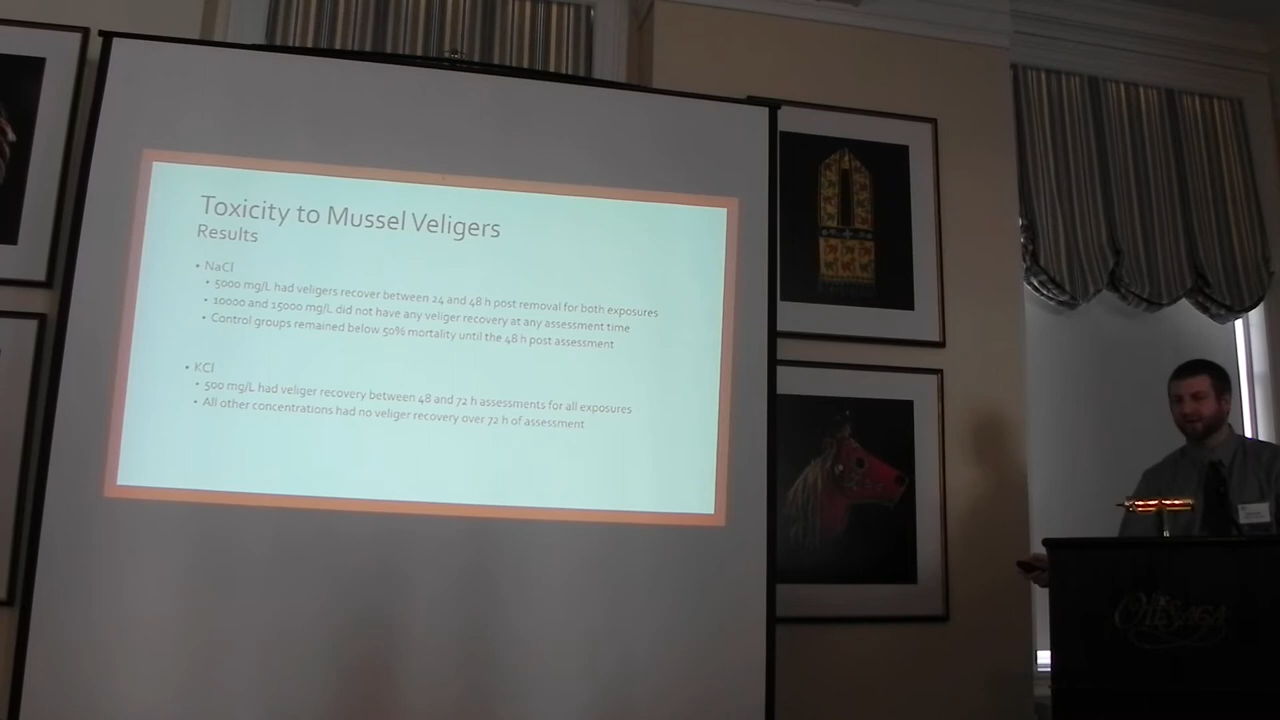 Toxicity to Mussel Veligers
Results
• NaCl
• 5000 mg/L had veligers recover between 24 and 48 h post removal for both exposures
• 10000 and 15000 mg/L did not have any veliger recovery at any assessment time
• Control groups remained below 50% mortality until the 48 h post assessment
• KCl
• 500 mg/L had veliger recovery between 48 and 72 h assessments for all exposures
• All other concentrations had no veliger recovery over 72 h of assessment
OTESAGA